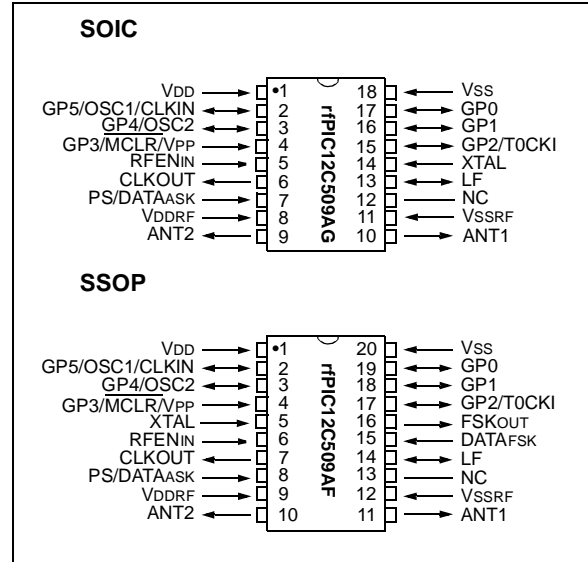 SOIC
VDD 1 18 VSS
GP5/OSC1/CLKIN 2 17 GP0
GP4/OSC2 3 16 GP1
GP3/MCLR/VPP 4 15 GP2/T0CKI
RFENIN 5 14 XTAL
CLKOUT 6 13 LF
PS/DATAASK 7 12 NC
VDDRF 8 11 VSSRF
ANT2 9 10 ANT1
rfPIC12C509AG
SSOP
VDD 1 20 VSS
GP5/OSC1/CLKIN 2 19 GP0
GP4/OSC2 3 18 GP1
GP3/MCLR/VPP 4 17 GP2/T0CKI
XTAL 5 16 FSKOUT
RFENIN 6 15 DATAFSK
CLKOUT 7 14 LF
PS/DATAASK 8 13 NC
VDDRF 9 12 VSSRF
ANT2 10 11 ANT1
rfPIC12C509AF